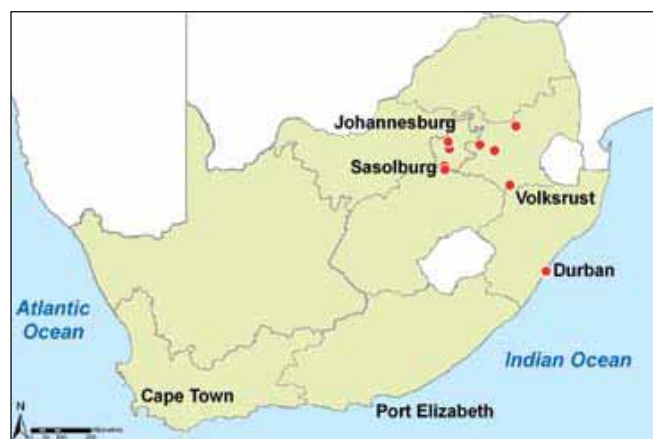 Johannesburg
Sasolburg
Volksrust
Durban
Atlantic
Ocean
Indian Ocean
Cape Town
Port Elizabeth
N